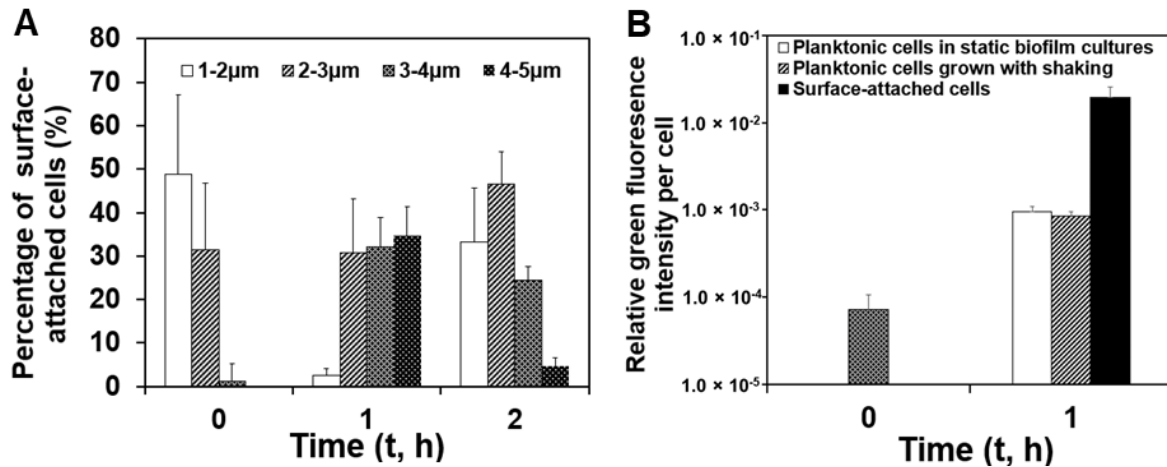 A
Percentage of surface-
attached cells (%)
80
70
60
50
40
30
20
10
0
1-2µm 2-3µm 3-4µm 4-5µm
0 1 2
Time (t, h)
B
Relative green fluoresence
intensity per cell
1.0 × 10⁻¹
1.0 × 10⁻²
1.0 × 10⁻³
1.0 × 10⁻⁴
1.0 × 10⁻⁵
Planktonic cells in static biofilm cultures
Planktonic cells grown with shaking
Surface-attached cells
0 1
Time (t, h)